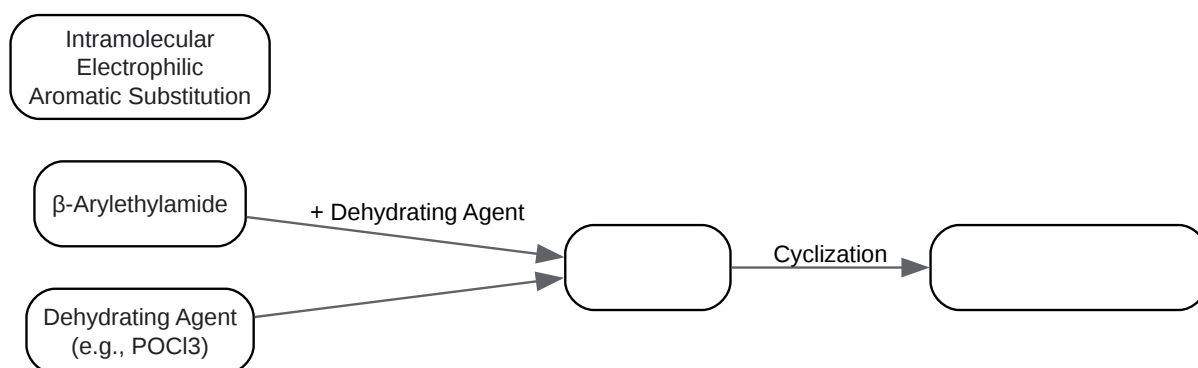 Intramolecular
Electrophilic
Aromatic Substitution
β-Arylethylamide
+ Dehydrating Agent
Cyclization
Dehydrating Agent
(e.g., POCl3)